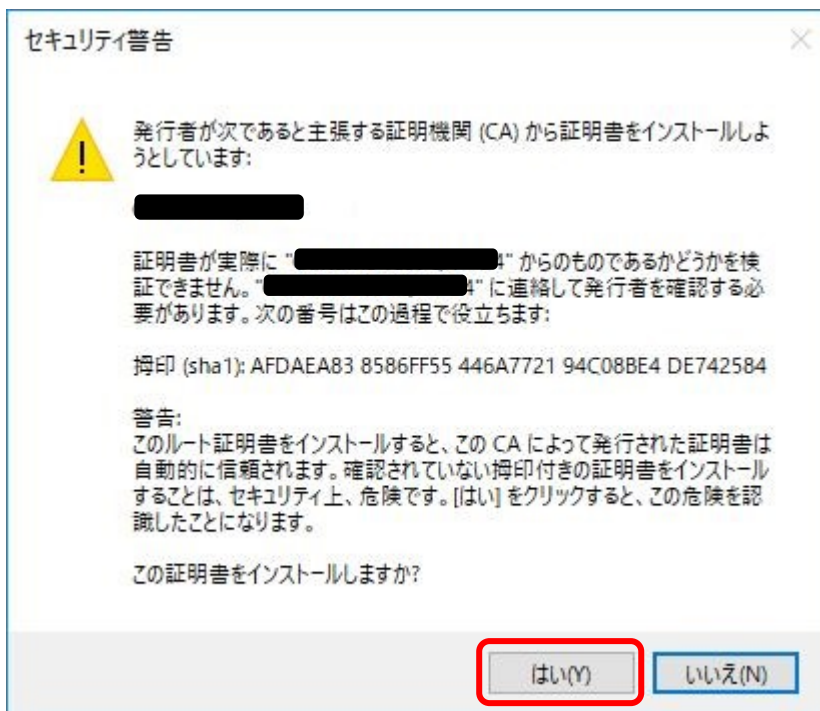 セキュリティ警告
発行者が次であると主張する証明機関 (CA) から証明書をインストールしよ
うとしています:
証明書が実際に "4" からのものであるかどうかを検
証できません。"4" に連絡して発行者を確認する必
要があります。次の番号はこの過程で役立ちます:
拇印 (sha1): AFDAEA83 8586FF55 446A7721 94C08BE4 DE742584
警告:
このルート証明書をインストールすると、この CA によって発行された証明書は
自動的に信頼されます。確認されていない拇印付きの証明書をインストール
することは、セキュリティ上、危険です。[はい] をクリックすると、この危険を認
識したことになります。
この証明書をインストールしますか?
はい(Y)
いいえ(N)